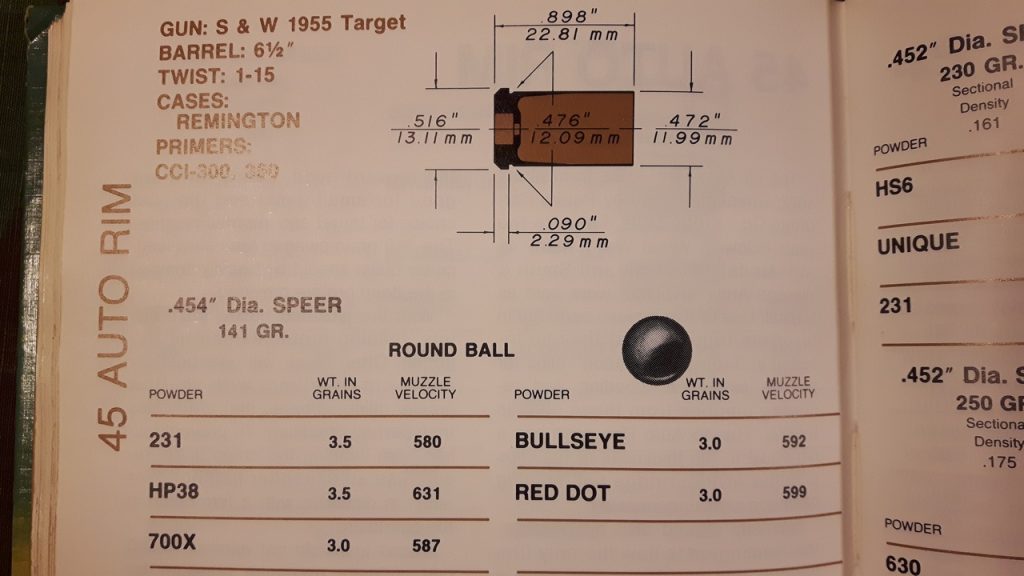 GUN: S & W 1955 Target
BARREL: 6½"
TWIST: 1-15
CASES:
REMINGTON
PRIMERS:
CCI-300, 350
.898"
22.81 mm
.516"
13.11 mm
.476"
12.09 mm
.472"
11.99 mm
.090"
2.29 mm
45 AUTO RIM
.454" Dia. SPEER
141 GR.
ROUND BALL
POWDER WT. IN GRAINS MUZZLE VELOCITY
231 3.5 580
HP38 3.5 631
700X 3.0 587
POWDER WT. IN GRAINS MUZZLE VELOCITY
BULLSEYE 3.0 592
RED DOT 3.0 599
.452" Dia.
230 GR.
Sectional
Density
.161
POWDER
HS6
UNIQUE
231
.452" Dia.
250
Density
.175
POWDER
630